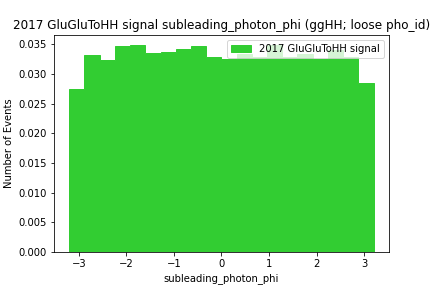 2017 GluGluToHH signal subleading_photon_phi (ggHH; loose pho_id)
2017 GluGluToHH signal
Number of Events
0.035
0.030
0.025
0.020
0.015
0.010
0.005
0.000
−3 −2 −1 0 1 2 3
subleading_photon_phi